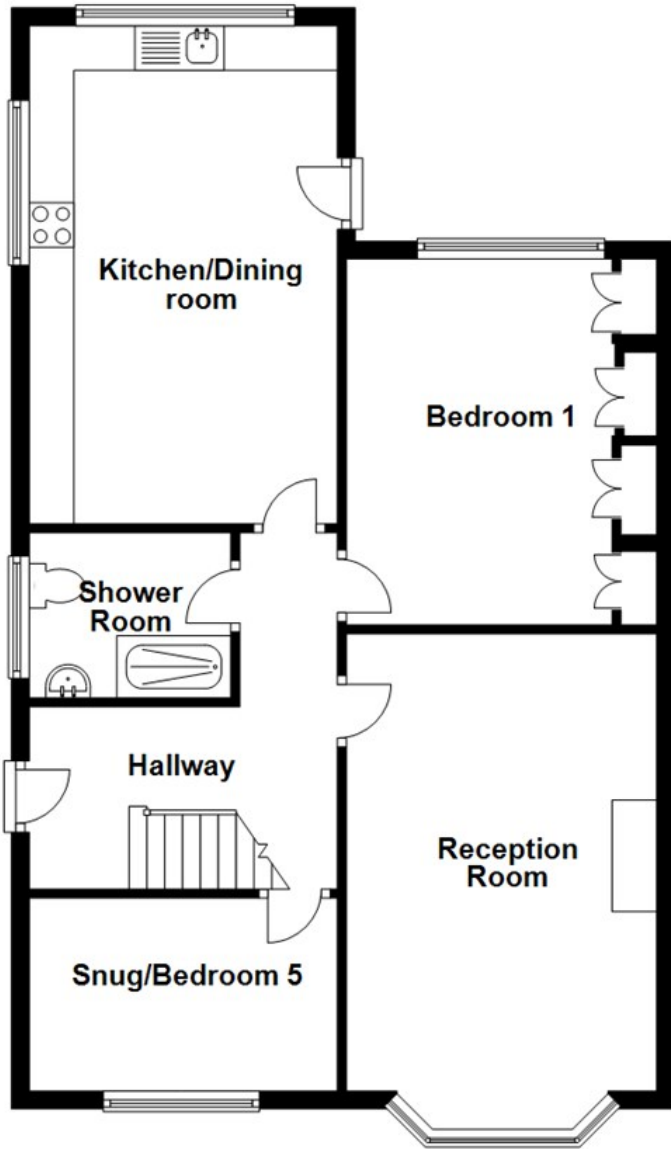 Kitchen/Dining
room
Bedroom 1
Shower
Room
Hallway
Reception
Room
Snug/Bedroom 5